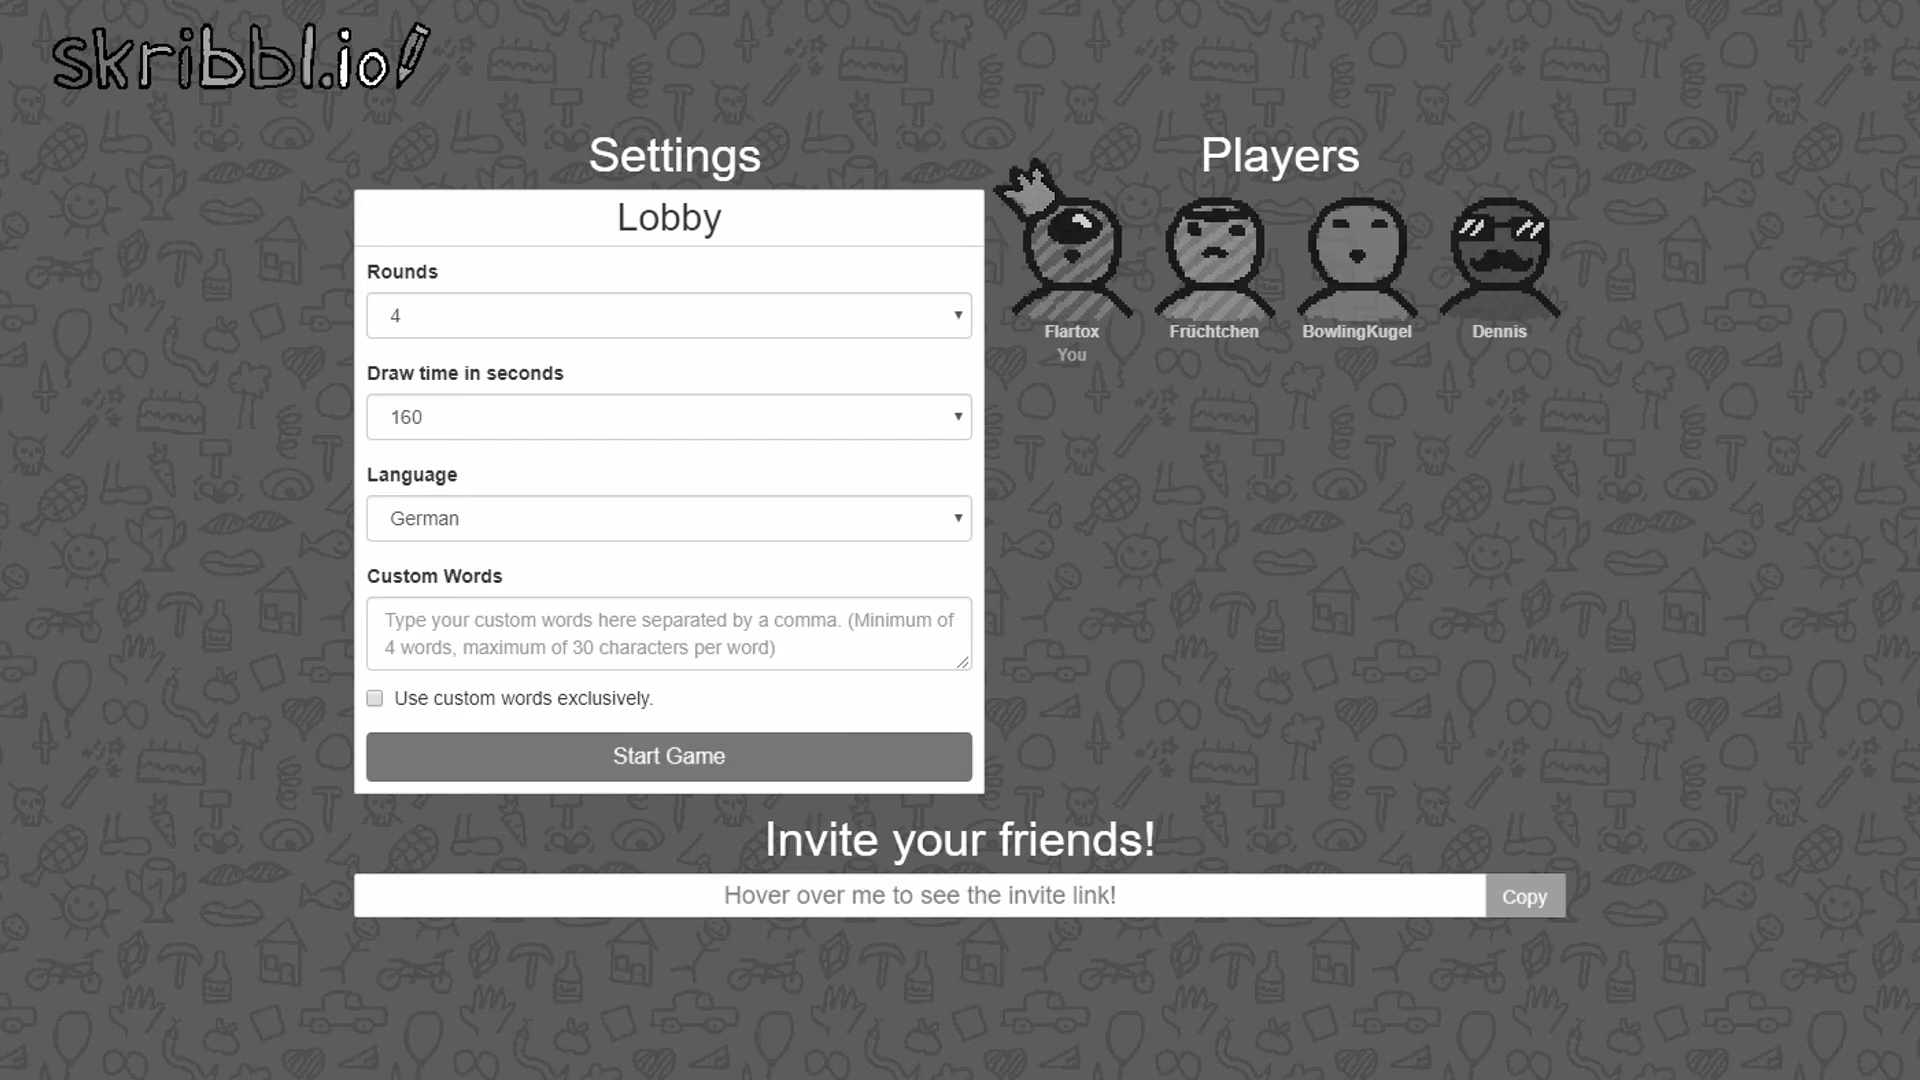 skribbl.io
Settings
Players
Lobby
Rounds
4
Draw time in seconds
160
Language
German
Custom Words
Type your custom words here separated by a comma. (Minimum of
4 words, maximum of 30 characters per word)
Use custom words exclusively.
Start Game
Flartox
You
Früchtchen
BowlingKugel
Dennis
Invite your friends!
Hover over me to see the invite link!
Copy